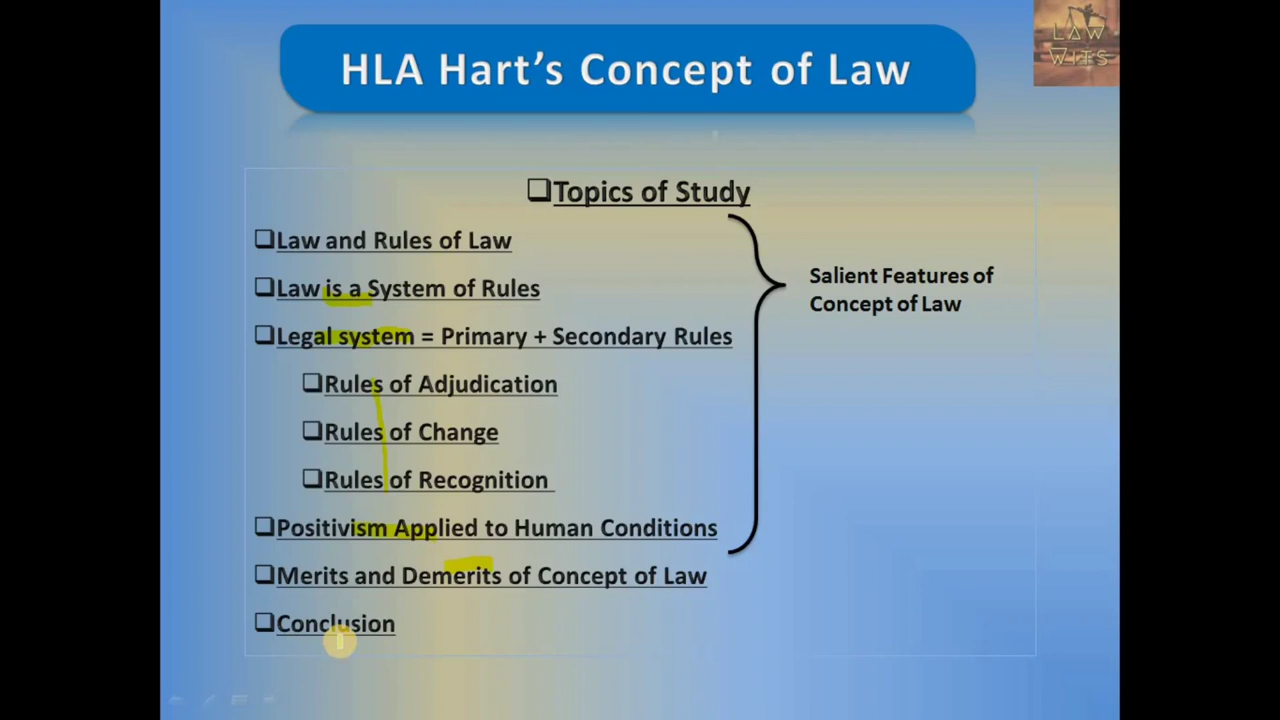 HLA Hart's Concept of Law
LAW
WITS
Topics of Study
Law and Rules of Law
Law is a System of Rules
Legal system = Primary + Secondary Rules
Rules of Adjudication
Rules of Change
Rules of Recognition
Positivism Applied to Human Conditions
Merits and Demerits of Concept of Law
Conclusion
Salient Features of
Concept of Law